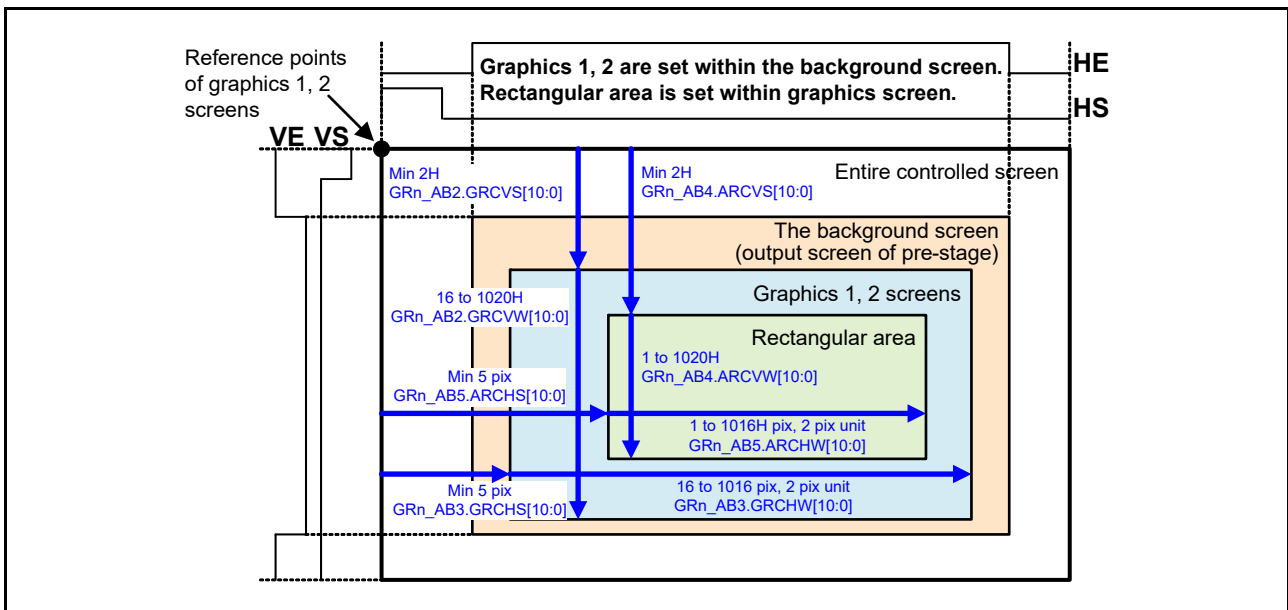 Reference points
of graphics 1, 2
screens
Graphics 1, 2 are set within the background screen.
Rectangular area is set within graphics screen.
HE
HS
VE VS
Min 2H
GRn_AB2.GRCVS[10:0]
Min 2H
GRn_AB4.ARCVS[10:0]
Entire controlled screen
The background screen
(output screen of pre-stage)
16 to 1020H
GRn_AB2.GRCVW[10:0]
Graphics 1, 2 screens
Rectangular area
1 to 1020H
GRn_AB4.ARCVW[10:0]
Min 5 pix
GRn_AB5.ARCHS[10:0]
1 to 1016H pix, 2 pix unit
GRn_AB5.ARCHW[10:0]
Min 5 pix
GRn_AB3.GRCHS[10:0]
16 to 1016 pix, 2 pix unit
GRn_AB3.GRCHW[10:0]